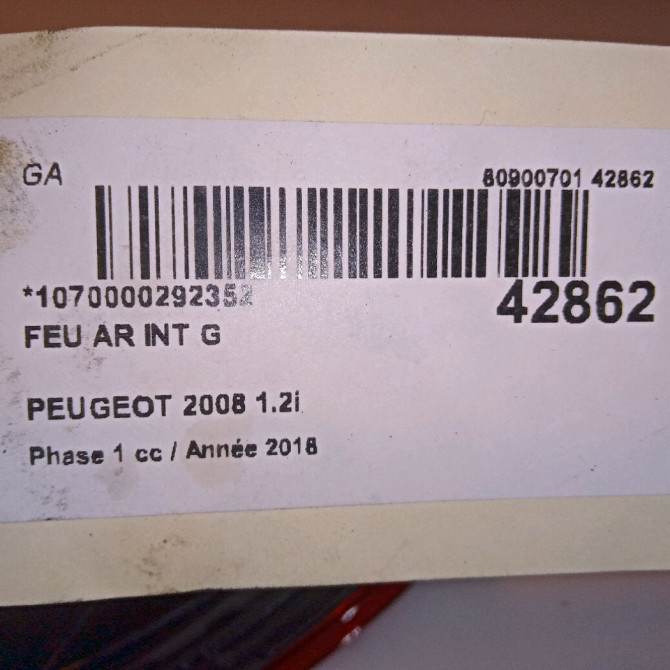 GA
80900701 42862
*1070000292352
42862
FEU AR INT G
PEUGEOT 2008 1.2i
Phase 1 cc / Année 2018